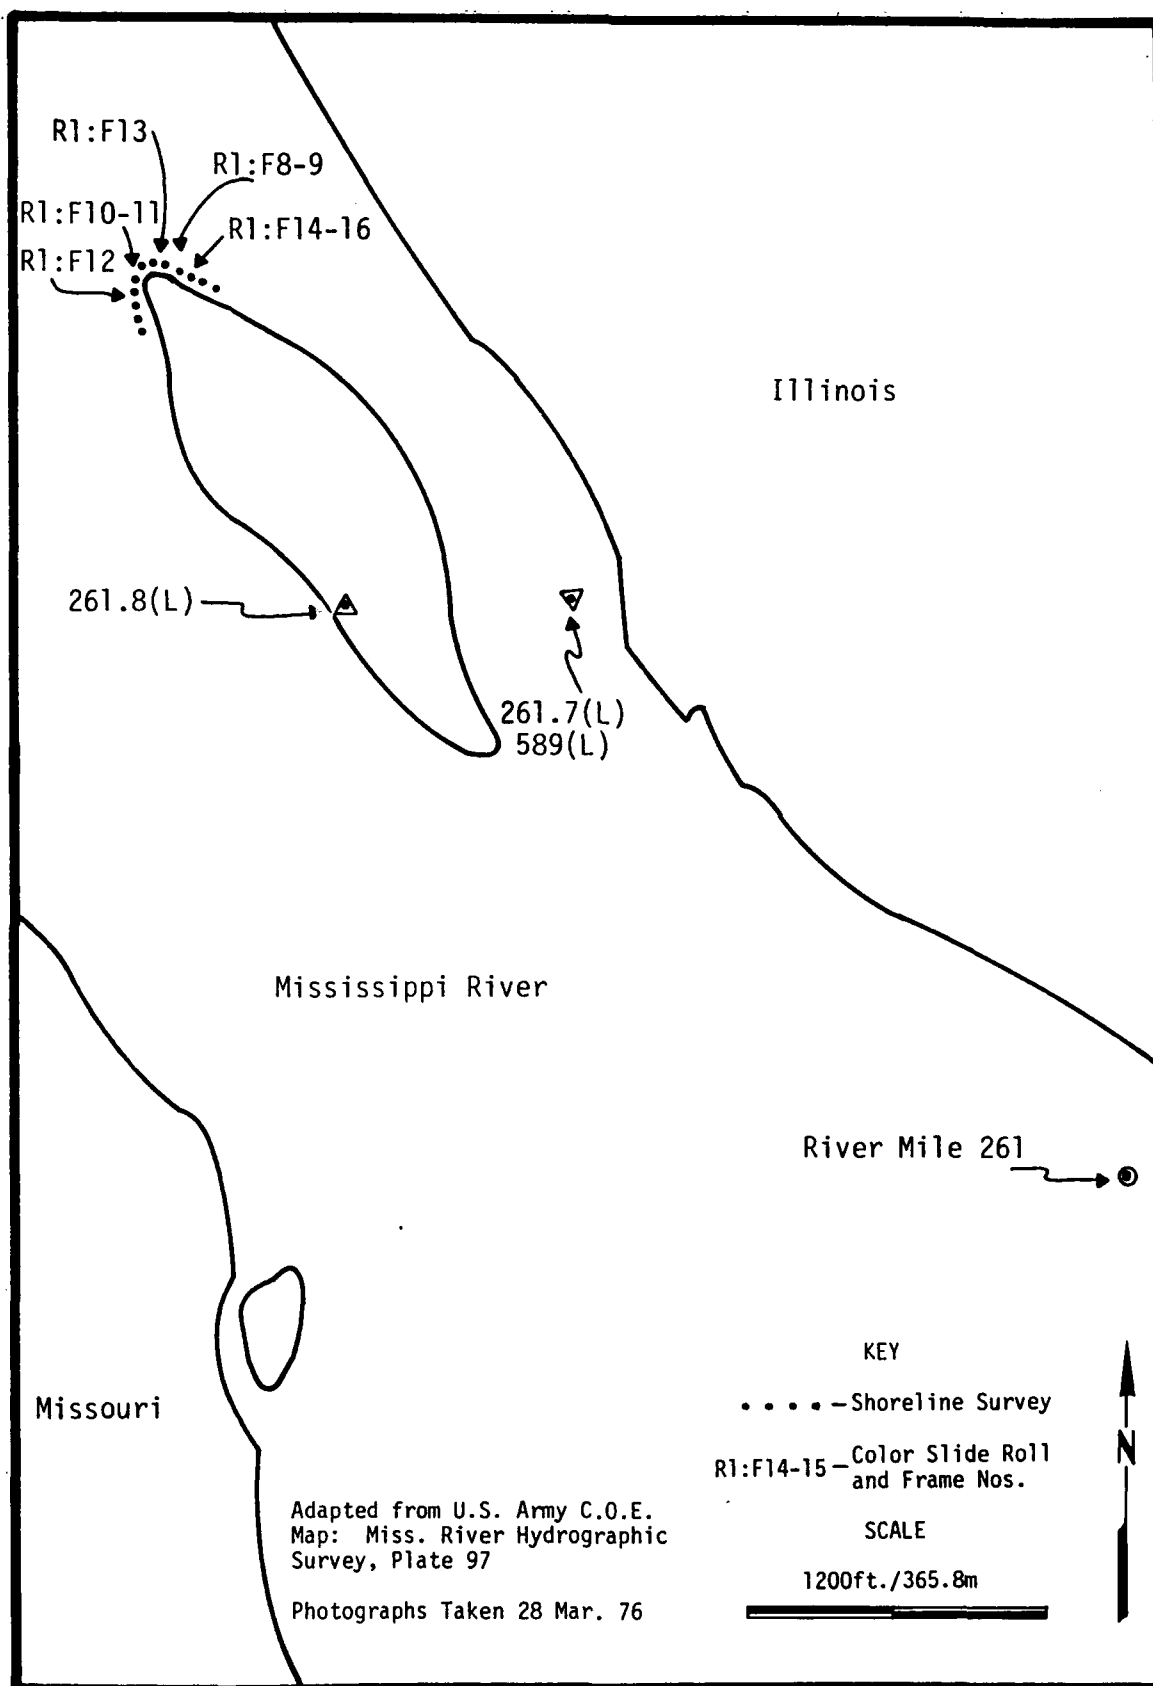 R1:F13
R1:F8-9
R1:F10-11
R1:F14-16
R1:F12
Illinois
261.8(L)
261.7(L)
589(L)
Mississippi River
River Mile 261
KEY
Missouri
Shoreline Survey
N
R1:F14-15
Color Slide Roll
and Frame Nos.
Adapted from U.S. Army C.O.E.
Map: Miss. River Hydrographic
Survey, Plate 97
SCALE
1200ft./365.8m
Photographs Taken 28 Mar. 76